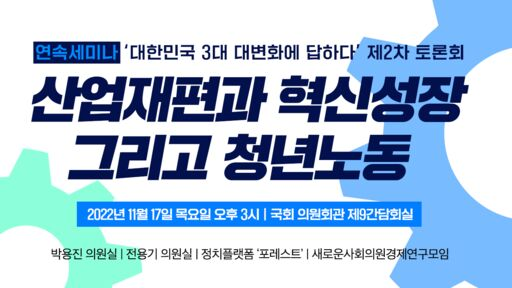 연속세미나 '대한민국 3대 대변화에 답하다' 제2차 토론회
산업재편과 혁신성장
그리고 청년노동
2022년 11월 17일 목요일 오후 3시 | 국회 의원회관 제9간담회실
박용진 의원실 | 전용기 의원실 | 정치플랫폼 '포레스트' | 새로운사회의원경제연구모임